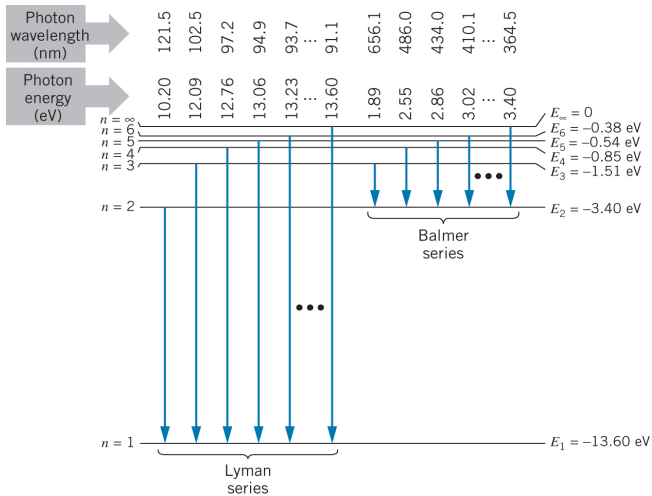 Photon
wavelength
(nm)
121.5 102.5 97.2 94.9 93.7 ... 91.1 656.1 486.0 434.0 410.1 ... 364.5
Photon
energy
(eV)
10.20 12.09 12.76 13.06 13.23 ... 13.60 1.89 2.55 2.86 3.02 ... 3.40
n = ∞
n = 6
n = 5
n = 4
n = 3
E∞ = 0
E6 = –0.38 eV
E5 = –0.54 eV
E4 = –0.85 eV
E3 = –1.51 eV
•••
n = 2
E2 = –3.40 eV
Balmer
series
•••
n = 1
E1 = –13.60 eV
Lyman
series